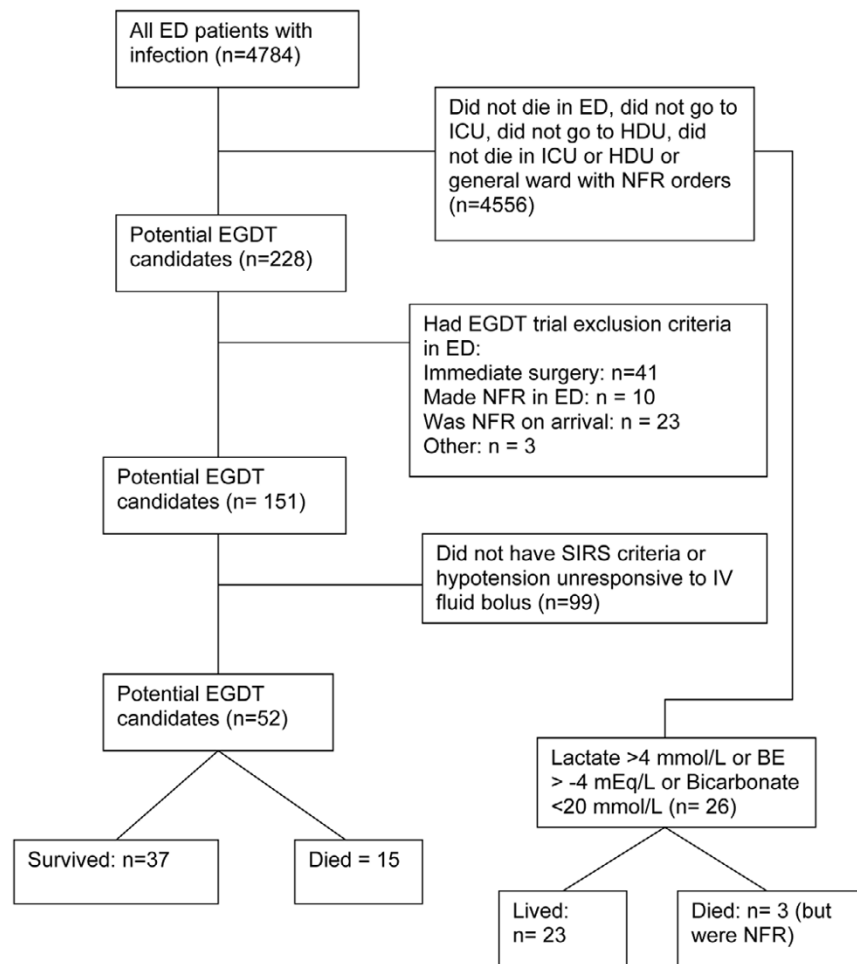 All ED patients with
infection (n=4784)
Did not die in ED, did not go to
ICU, did not go to HDU, did
not die in ICU or HDU or
general ward with NFR orders
(n=4556)
Potential EGDT
candidates (n=228)
Had EGDT trial exclusion criteria
in ED:
Immediate surgery: n=41
Made NFR in ED: n = 10
Was NFR on arrival: n = 23
Other: n = 3
Potential EGDT
candidates (n= 151)
Did not have SIRS criteria or
hypotension unresponsive to IV
fluid bolus (n=99)
Potential EGDT
candidates (n=52)
Lactate >4 mmol/L or BE
> -4 mEq/L or Bicarbonate
<20 mmol/L (n= 26)
Survived: n=37
Died = 15
Lived:
n= 23
Died: n= 3 (but
were NFR)